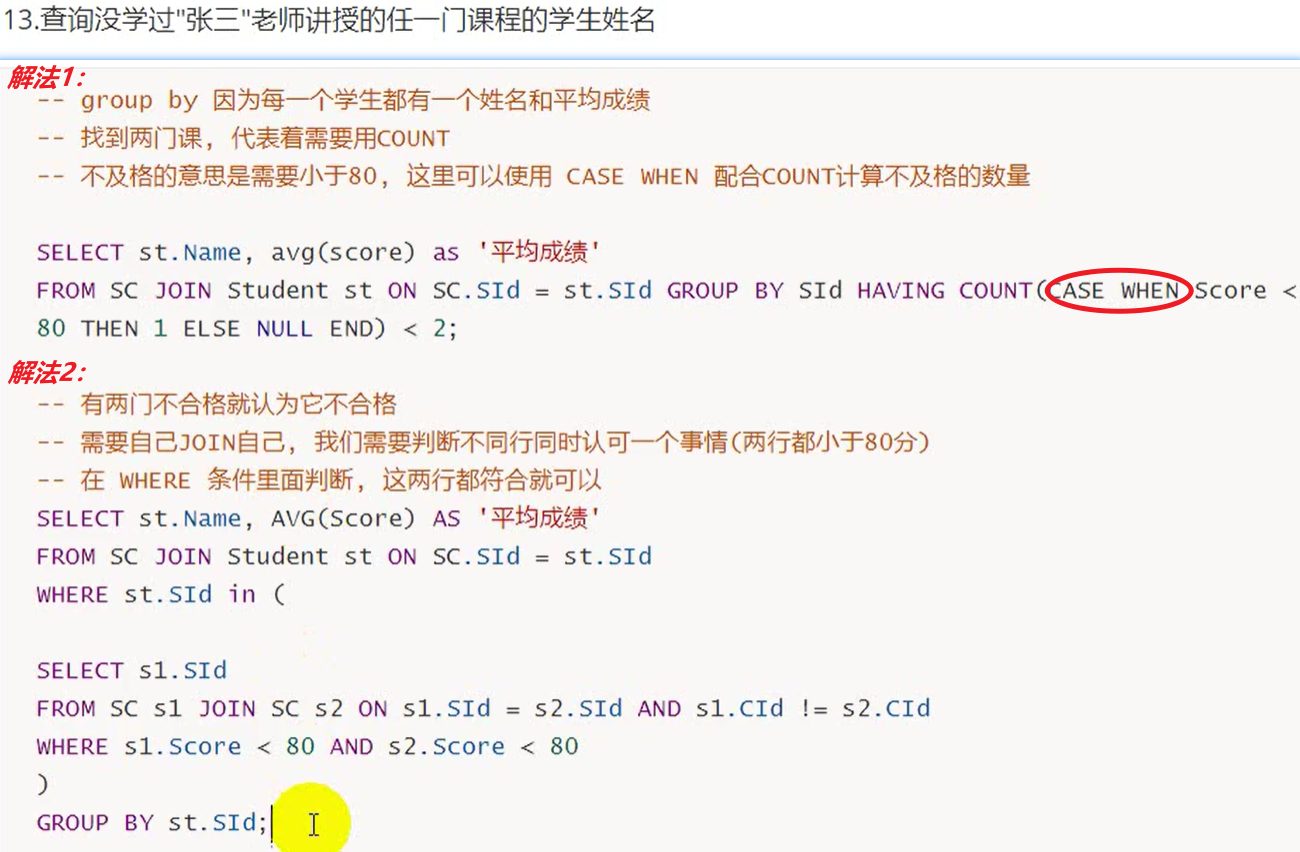 13.查询没学过"张三"老师讲授的任一门课程的学生姓名
解法1:
-- group by 因为每一个学生都有一个姓名和平均成绩
-- 找到两门课, 代表着需要用COUNT
-- 不及格的意思是需要小于80, 这里可以使用 CASE WHEN 配合COUNT计算不及格的数量
SELECT st.Name, avg(score) as '平均成绩'
FROM SC JOIN Student st ON SC.SId = st.SId GROUP BY SId HAVING COUNT(CASE WHEN Score <
80 THEN 1 ELSE NULL END) < 2;
解法2:
-- 有两门不合格就认为它不合格
-- 需要自己JOIN自己, 我们需要判断不同行同时认可一个事情(两行都小于80分)
-- 在 WHERE 条件里面判断, 这两行都符合就可以
SELECT st.Name, AVG(Score) AS '平均成绩'
FROM SC JOIN Student st ON SC.SId = st.SId
WHERE st.SId in (
SELECT s1.SId
FROM SC s1 JOIN SC s2 ON s1.SId = s2.SId AND s1.CId != s2.CId
WHERE s1.Score < 80 AND s2.Score < 80
)
GROUP BY st.SId;